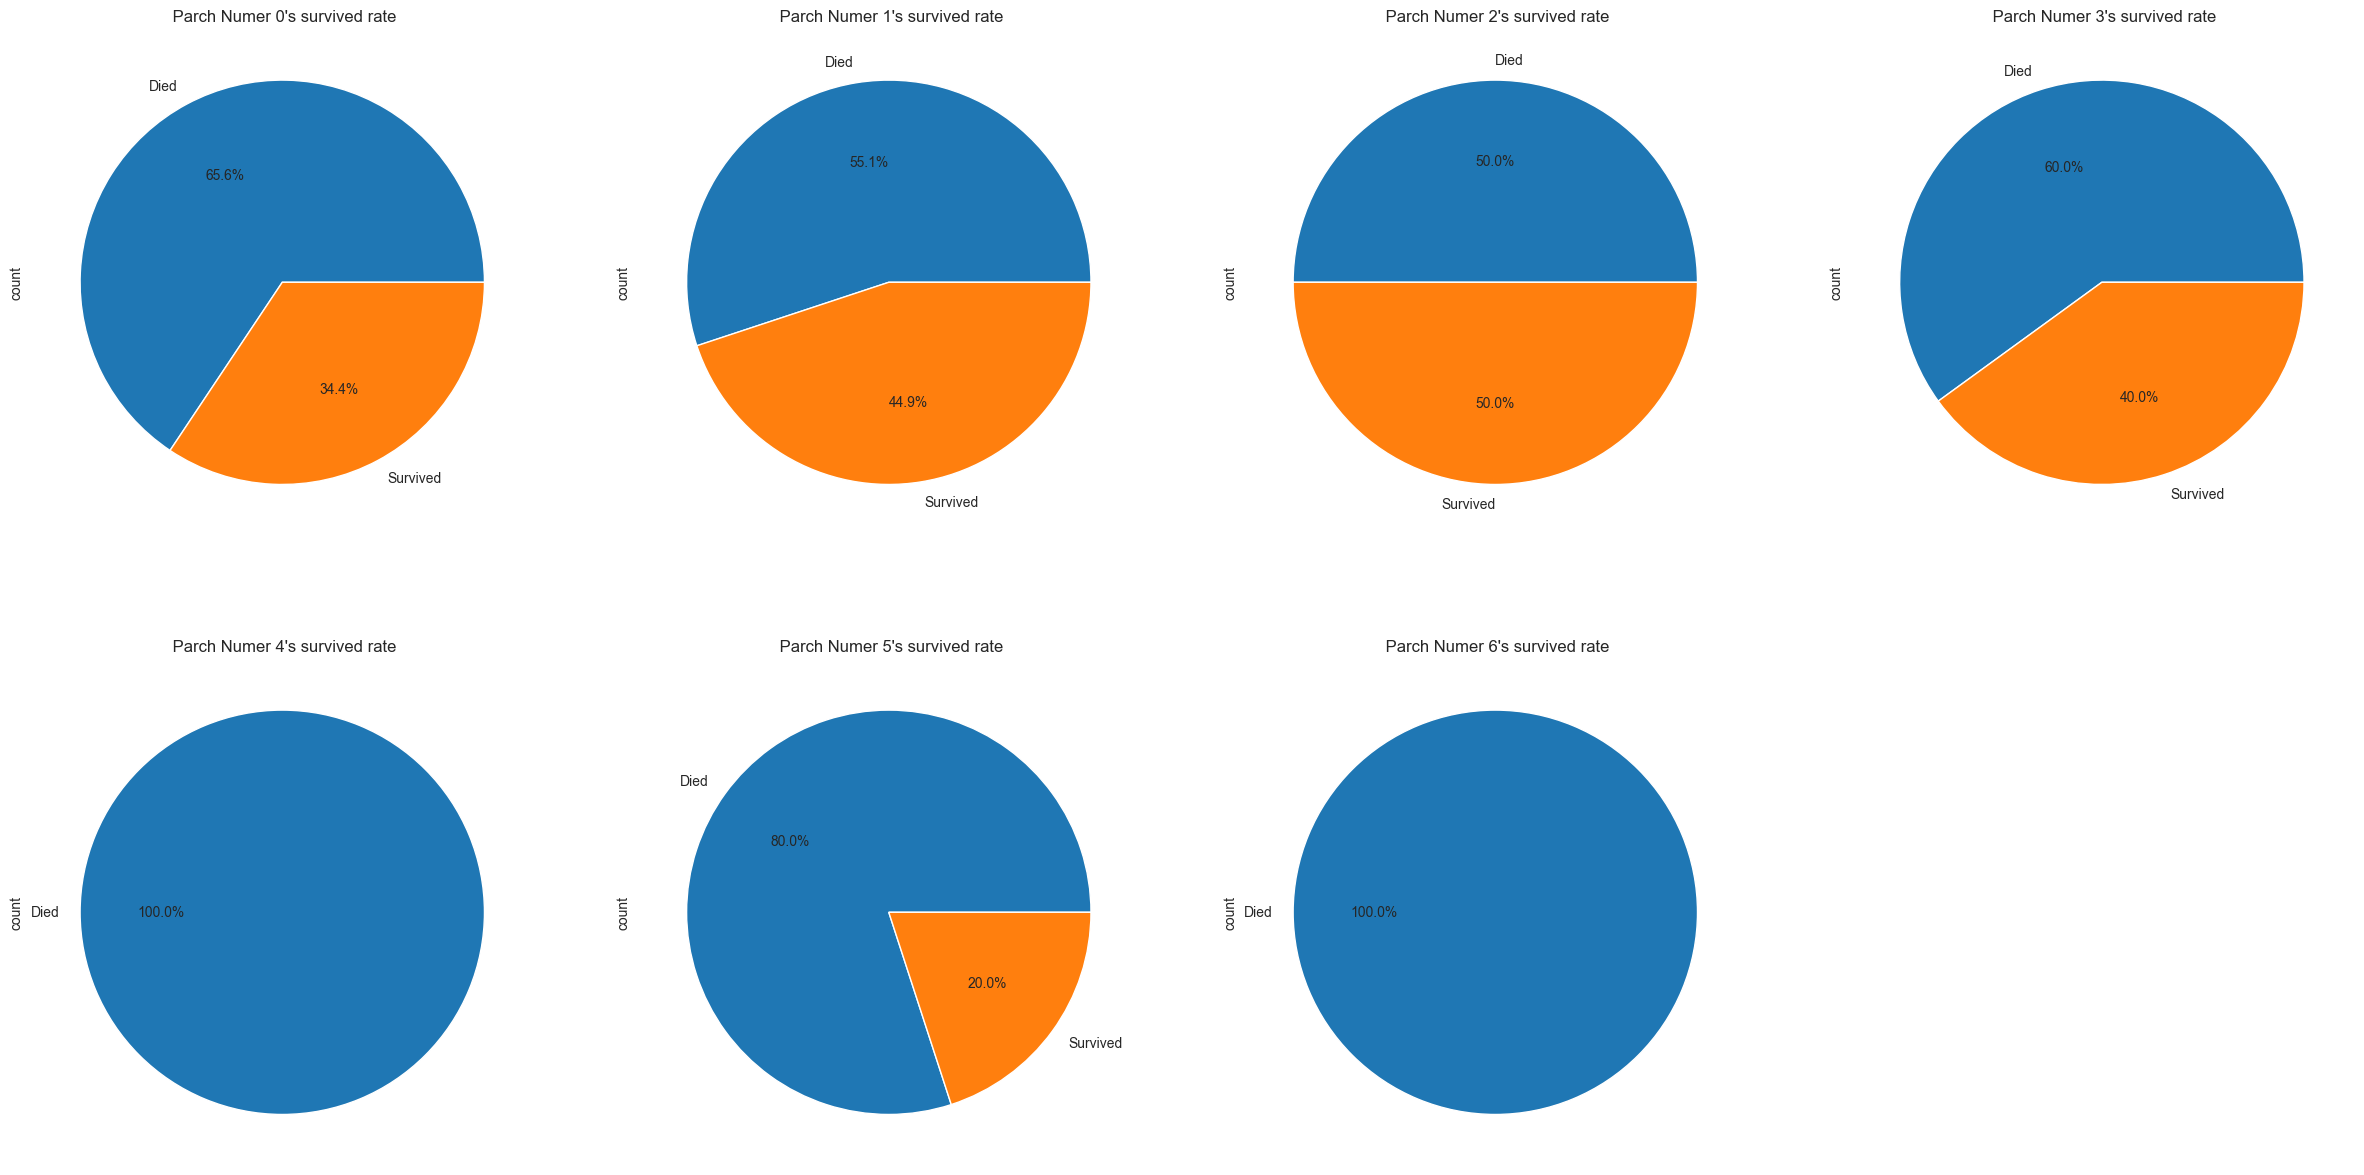 Parch Numer 0's survived rate
Died
65.6%
34.4%
Survived
count
Parch Numer 1's survived rate
Died
55.1%
44.9%
Survived
count
Parch Numer 2's survived rate
Died
50.0%
50.0%
Survived
count
Parch Numer 3's survived rate
Died
60.0%
40.0%
Survived
count
Parch Numer 4's survived rate
Died
100.0%
count
Parch Numer 5's survived rate
Died
80.0%
20.0%
Survived
count
Parch Numer 6's survived rate
Died
100.0%
count